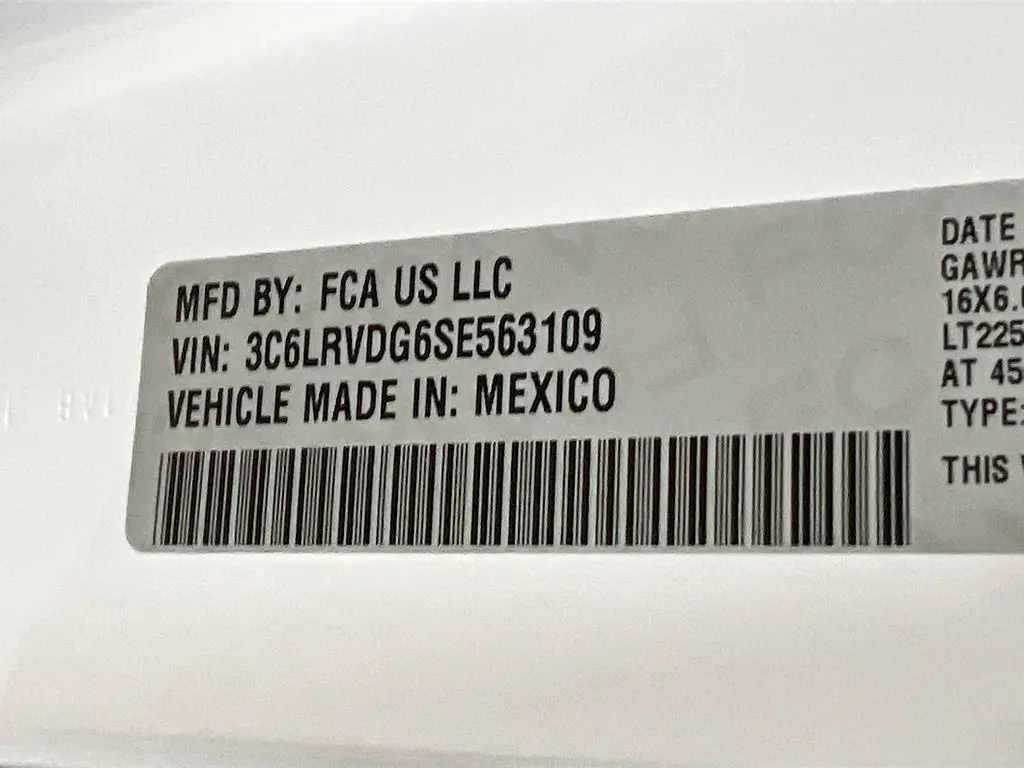 MFD BY: FCA US LLC
VIN: 3C6LRVDG6SE563109
VEHICLE MADE IN: MEXICO
DATE
GAWR
16X6.
LT225
AT 45
TYPE:
THIS